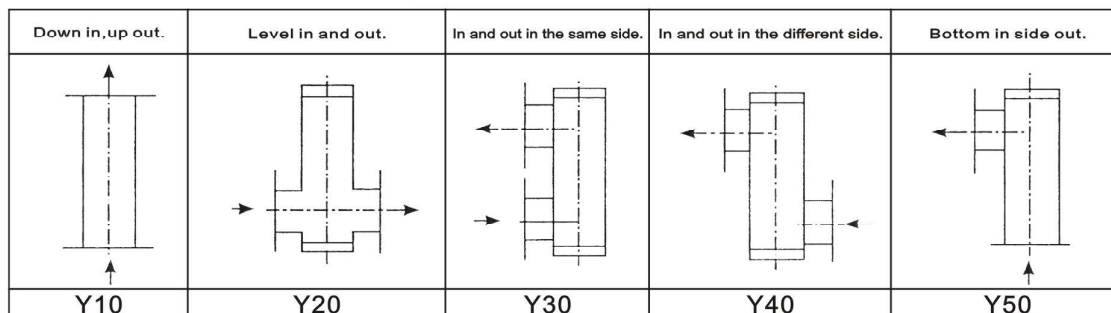 Down in,up out.
Level in and out.
In and out in the same side.
In and out in the different side.
Bottom in side out.
Y10
Y20
Y30
Y40
Y50